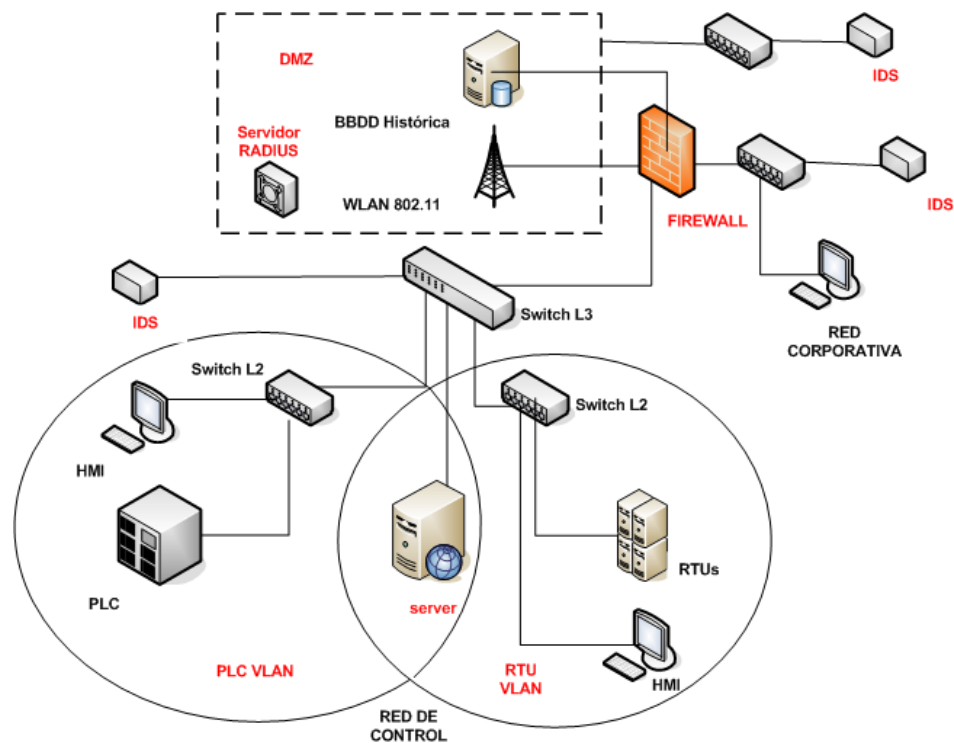 DMZ
IDS
BBDD Histórica
Servidor
RADIUS
WLAN 802.11
FIREWALL
IDS
IDS
Switch L3
RED
CORPORATIVA
Switch L2
Switch L2
HMI
PLC
server
RTUs
PLC VLAN
RTU
VLAN
HMI
RED DE
CONTROL